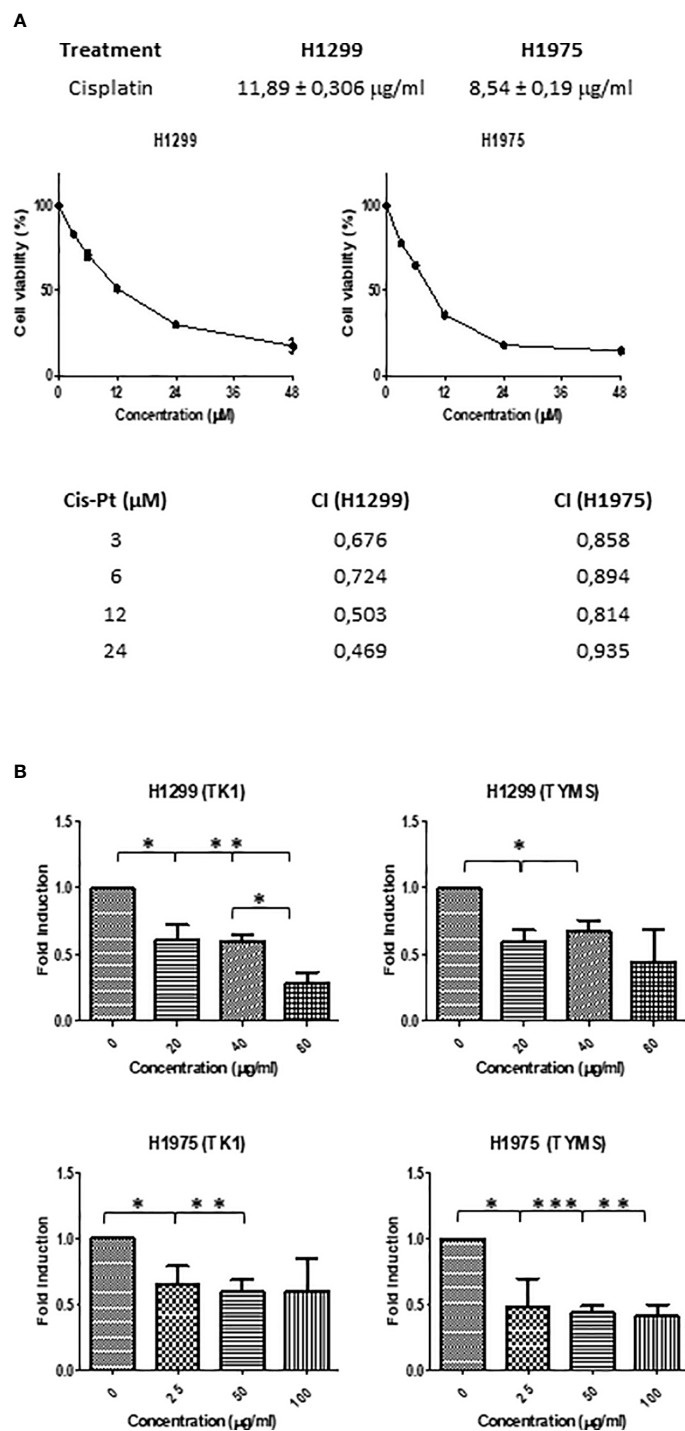 A
Treatment H1299 H1975
Cisplatin 11,89 ± 0,306 µg/ml 8,54 ± 0,19 µg/ml
H1299 H1975
Cell viability (%)
100
50
0
0 12 24 36 48
Concentration (µM)
Cell viability (%)
100
50
0
0 12 24 36 48
Concentration (µM)
Cis-Pt (µM) CI (H1299) CI (H1975)
3 0,676 0,858
6 0,724 0,894
12 0,503 0,814
24 0,469 0,935
B
H1299 (TK1)
Fold Induction
1.5
1.0
0.5
0.0
* * * *
0 20 40 60
Concentration (µg/ml)
H1299 (TYMS)
Fold Induction
1.5
1.0
0.5
0.0
*
0 20 40 60
Concentration (µg/ml)
H1975 (TK1)
Fold Induction
1.5
1.0
0.5
0.0
* * *
0 25 50 100
Concentration (µg/ml)
H1975 (TYMS)
Fold Induction
1.5
1.0
0.5
0.0
* *** **
0 25 50 100
Concentration (µg/ml)